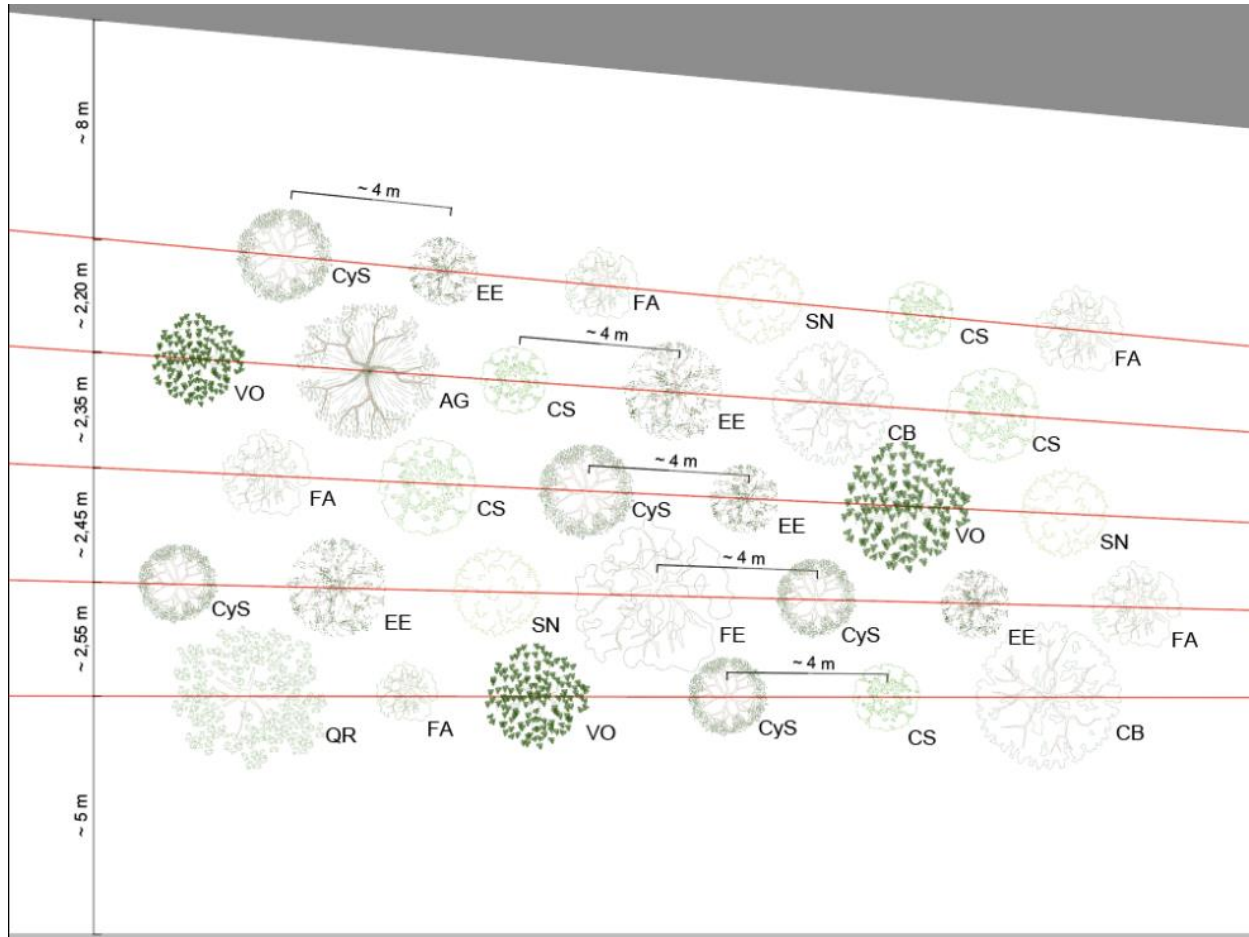 ~ 8 m
~ 4 m
CyS
EE
FA
SN
CS
FA
~ 2,20 m
~ 4 m
VO
AG
CS
EE
CB
CS
~ 2,35 m
~ 4 m
FA
CS
CyS
EE
VO
SN
~ 2,45 m
~ 4 m
CyS
EE
SN
FE
CyS
EE
FA
~ 2,55 m
~ 4 m
QR
FA
VO
CyS
CS
CB
~ 5 m